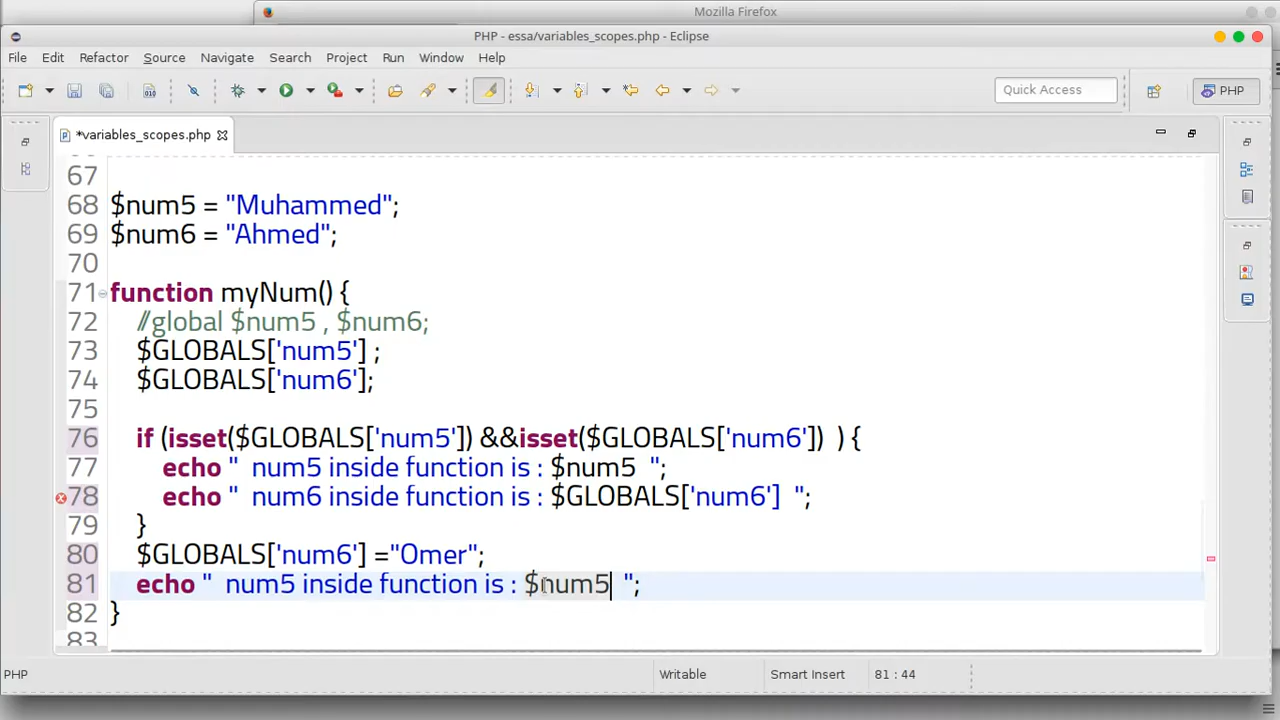 Mozilla Firefox
PHP - essa/variables_scopes.php - Eclipse
File Edit Refactor Source Navigate Search Project Run Window Help
010 Quick Access PHP
*variables_scopes.php
67
68 $num5 = "Muhammed";
69 $num6 = "Ahmed";
70
71 function myNum() {
72 //global $num5 , $num6;
73 $GLOBALS['num5'] ;
74 $GLOBALS['num6'];
75
76 if (isset($GLOBALS['num5']) &&isset($GLOBALS['num6'])  ) {
77 echo "  num5 inside function is : $num5  ";
78 echo "  num6 inside function is : $GLOBALS['num6']  ";
79 }
80 $GLOBALS['num6'] ="Omer";
81 echo "  num5 inside function is : $num5  ";
82 }
83
PHP Writable Smart Insert 81 : 44